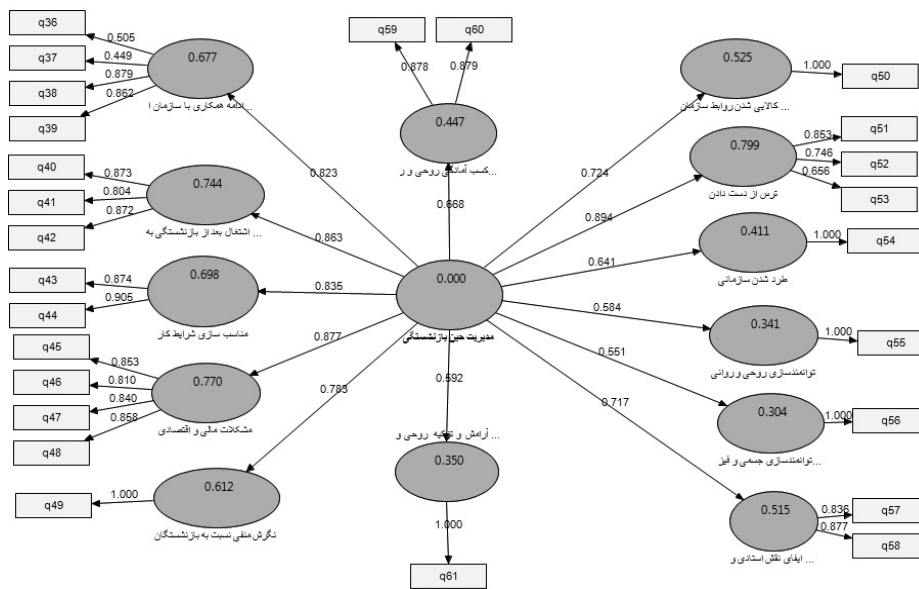 q36
q37
q38
q39
0.505
0.449
0.879
0.862
0.677
ادامه همکاری با سازمان ا...
0.823
q59
q60
0.878
0.879
0.447
کسب آمادگی روحی و ر...
0.668
0.525
کالایی شدن روابط سازمان ...
1.000
q50
0.724
q40
q41
q42
0.873
0.804
0.872
0.744
اشتغال بعد از بازنشستگی به ...
0.863
0.799
ترس از دست دادن
0.853
0.746
0.656
q51
q52
q53
0.894
q43
q44
0.874
0.905
0.698
مناسب سازی شرایط کار
0.835
0.000
مدیریت حین بازنشستگی
0.641
0.411
طرد شدن سازمانی
1.000
q54
0.584
0.341
توانمندسازی روحی و روانی
1.000
q55
q45
q46
q47
q48
0.853
0.810
0.840
0.858
0.770
مشکلات مالی و اقتصادی
0.877
0.551
0.304
توانمندسازی جسمی و فیز...
1.000
q56
q49
1.000
0.612
نگرش منفی نسبت به بازنشستگان
0.783
0.592
آرامش و تزکیه روحی و ...
0.350
1.000
q61
0.717
0.515
ایفای نقش استادی و ...
0.836
0.877
q57
q58